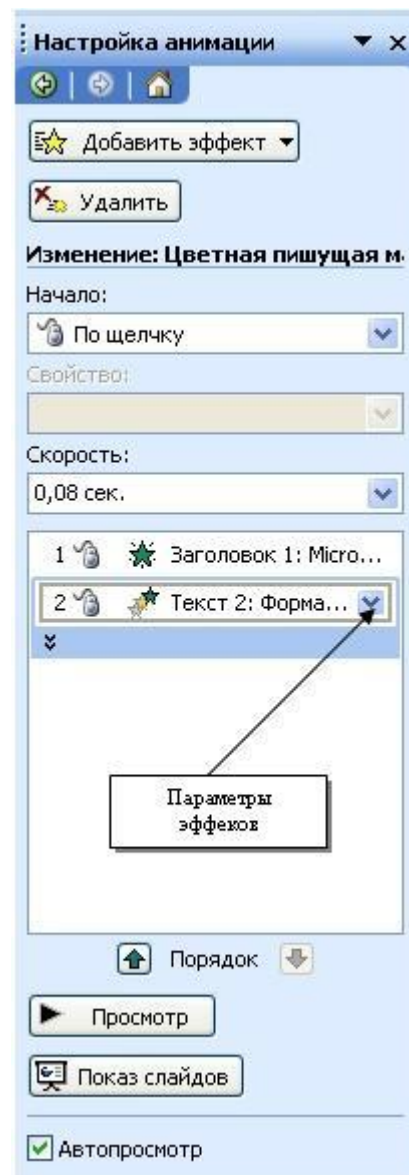 Настройка анимации
Добавить эффект
Удалить
Изменение: Цветная пишущая м
Начало:
По щелчку
Свойство:
Скорость:
0,08 сек.
1 Заголовок 1: Micro...
2 Текст 2: Форма...
Параметры
эффеков
Порядок
Просмотр
Показ слайдов
Автопросмотр